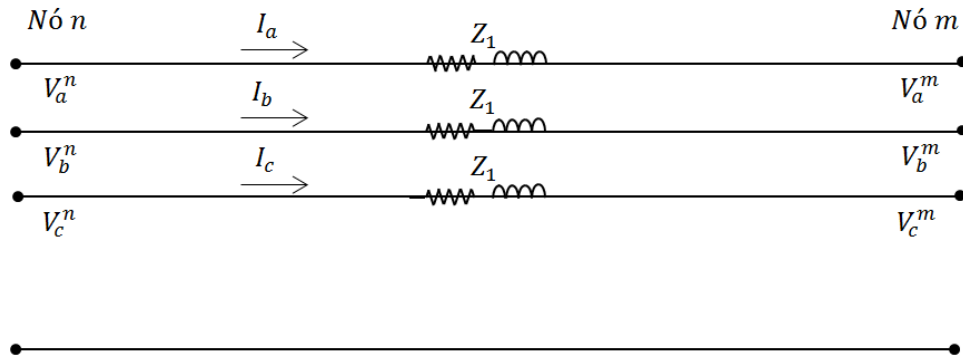 Nó n
Nó m
I_a
Z_1
V_a^n
V_a^m
I_b
Z_1
V_b^n
V_b^m
I_c
Z_1
V_c^n
V_c^m